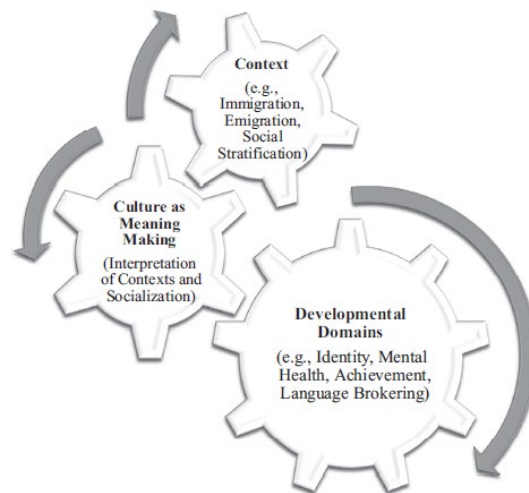 Context
(e.g.,
Immigration,
Emigration,
Social
Stratification)
Culture as
Meaning
Making
(Interpretation
of Contexts and
Socialization)
Developmental
Domains
(e.g., Identity, Mental
Health, Achievement,
Language Brokering)